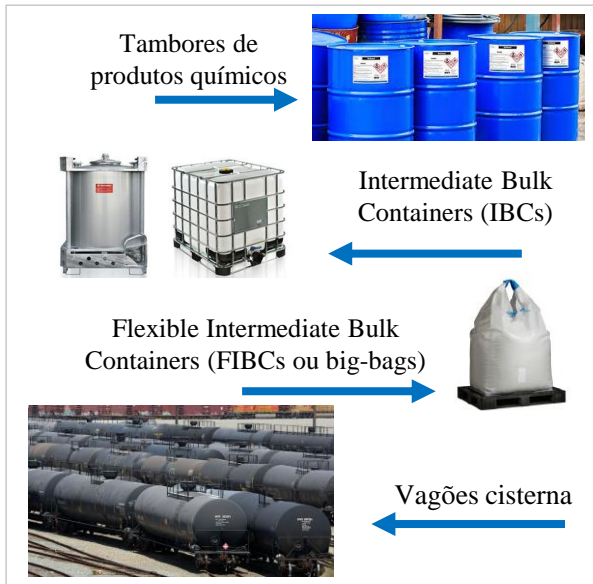 Tambores de
produtos químicos
Intermediate Bulk
Containers (IBCs)
Flexible Intermediate Bulk
Containers (FIBCs ou big-bags)
Vagões cisterna